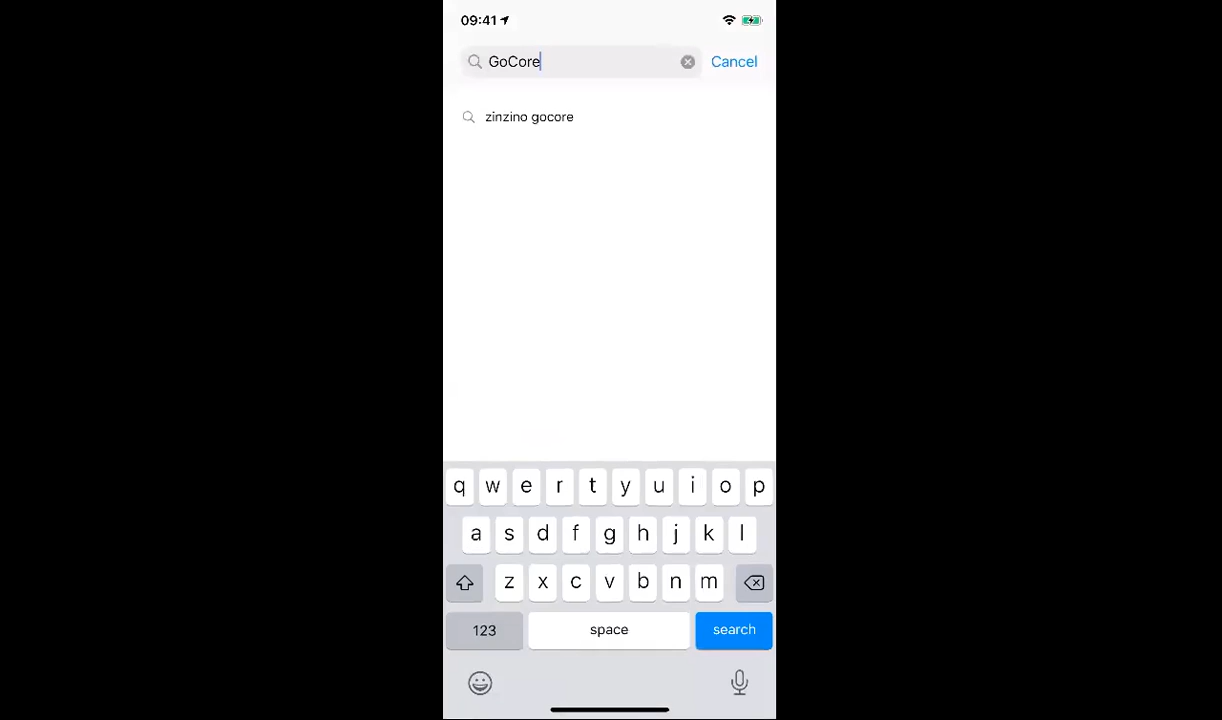 09:41
GoCore
Cancel
zinzino gocore
q w e r t y u i o p
a s d f g h j k l
z x c v b n m
123 space search